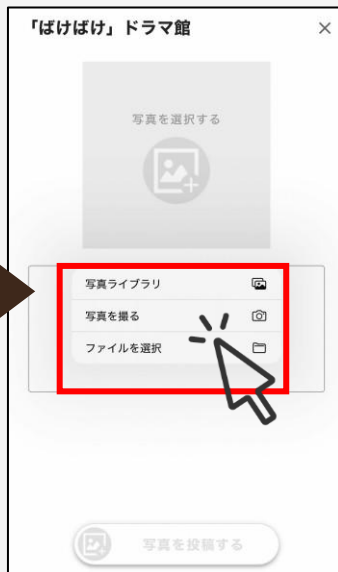 「ばけばけ」ドラマ館
写真を選択する
写真ライブラリ
写真を撮る
ファイルを選択
写真を投稿する